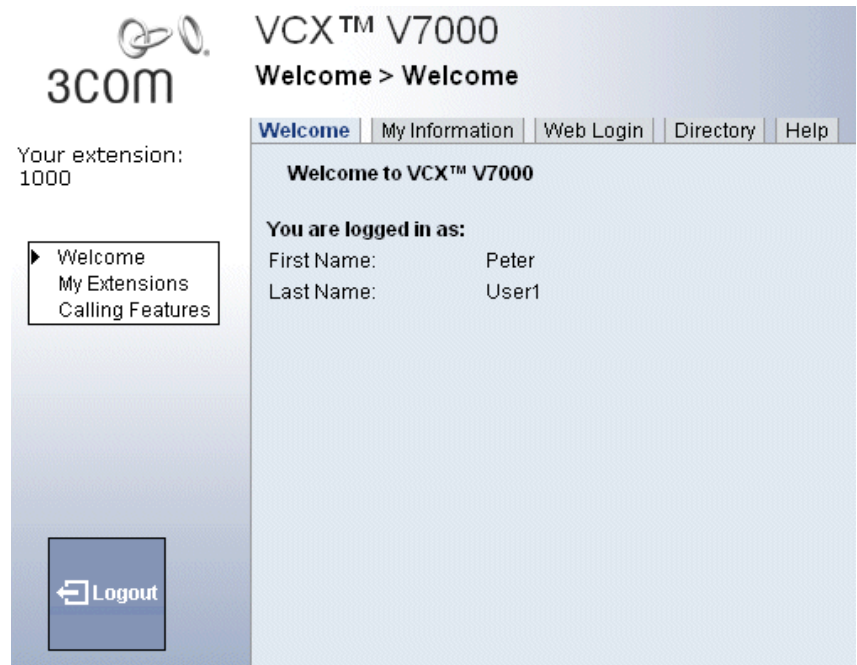 3COM
VCX™ V7000
Welcome > Welcome
Welcome My Information Web Login Directory Help
Your extension:
1000
Welcome
My Extensions
Calling Features
Logout
Welcome to VCX™ V7000
You are logged in as:
First Name: Peter
Last Name: User1